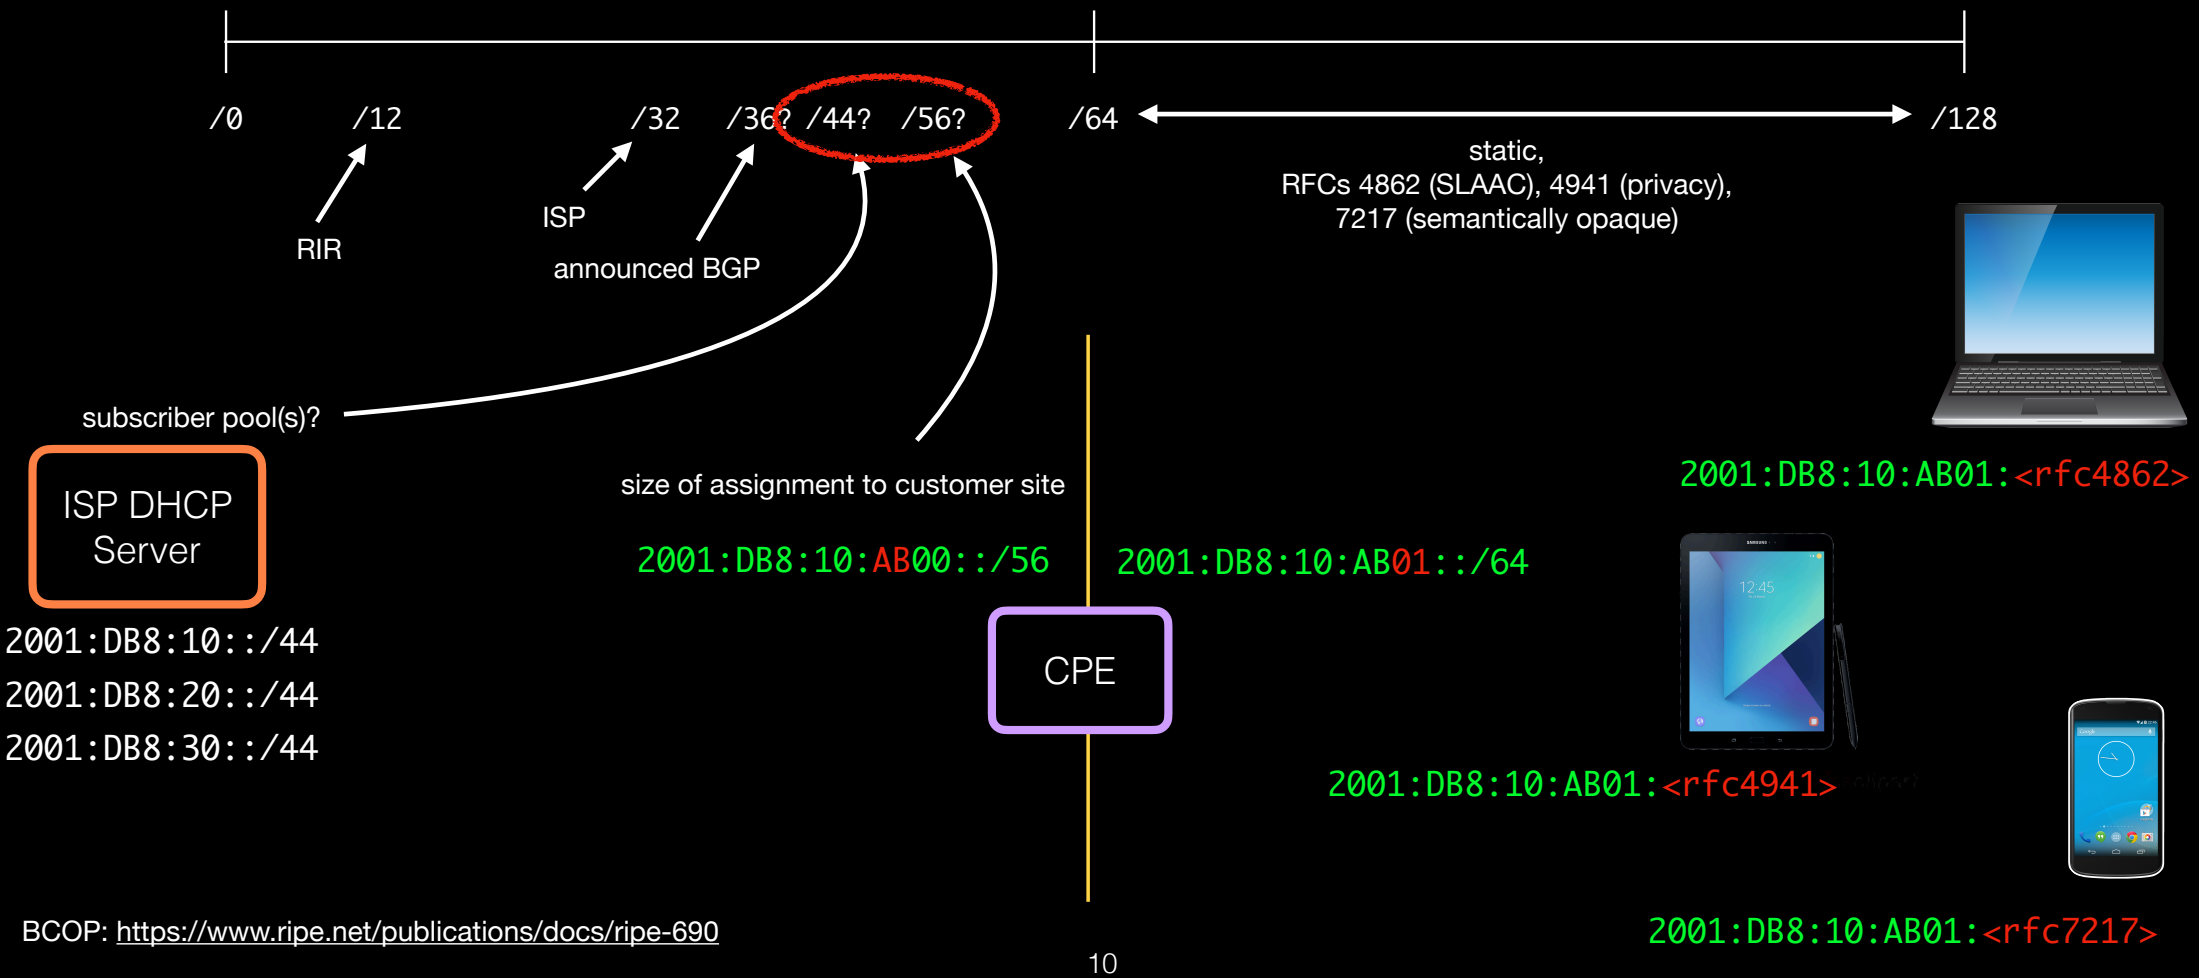 /0
/12
/32
/36?
/44?
/56?
/64
/128
static,
RFCs 4862 (SLAAC), 4941 (privacy),
7217 (semantically opaque)
RIR
ISP
announced BGP
subscriber pool(s)?
ISP DHCP
Server
2001:DB8:10::/44
2001:DB8:20::/44
2001:DB8:30::/44
size of assignment to customer site
2001:DB8:10:AB00::/56
2001:DB8:10:AB01::/64
CPE
2001:DB8:10:AB01:<rfc4862>
SAMSUNG
12:45
2001:DB8:10:AB01:<rfc4941>
Google
2001:DB8:10:AB01:<rfc7217>
BCOP: https://www.ripe.net/publications/docs/ripe-690
10